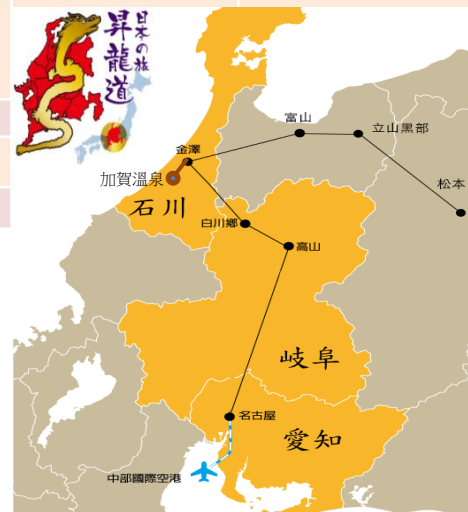 日本の旅
昇龍道
富山
立山黑部
金澤
松本
加賀溫泉
石川
白川鄉
高山
岐阜
名古屋
愛知
中部國際空港